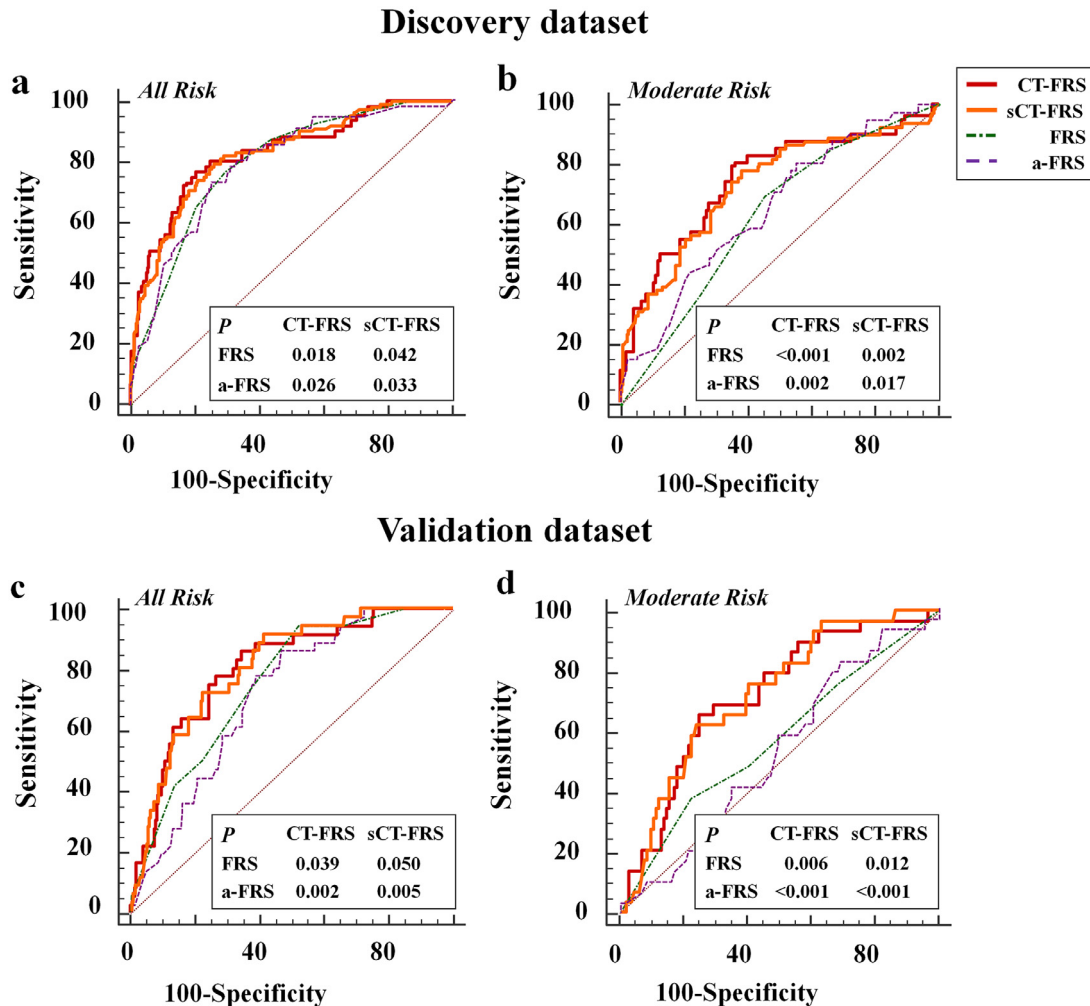 Discovery dataset
a
All Risk
100
80
60
40
20
0
Sensitivity
P CT-FRS sCT-FRS
FRS 0.018 0.042
a-FRS 0.026 0.033
0 40 80
100-Specificity
b
Moderate Risk
100
80
60
40
20
0
Sensitivity
P CT-FRS sCT-FRS
FRS <0.001 0.002
a-FRS 0.002 0.017
0 40 80
100-Specificity
CT-FRS
sCT-FRS
FRS
a-FRS
Validation dataset
c
All Risk
100
80
60
40
20
0
Sensitivity
P CT-FRS sCT-FRS
FRS 0.039 0.050
a-FRS 0.002 0.005
0 40 80
100-Specificity
d
Moderate Risk
100
80
60
40
20
0
Sensitivity
P CT-FRS sCT-FRS
FRS 0.006 0.012
a-FRS <0.001 <0.001
0 40 80
100-Specificity